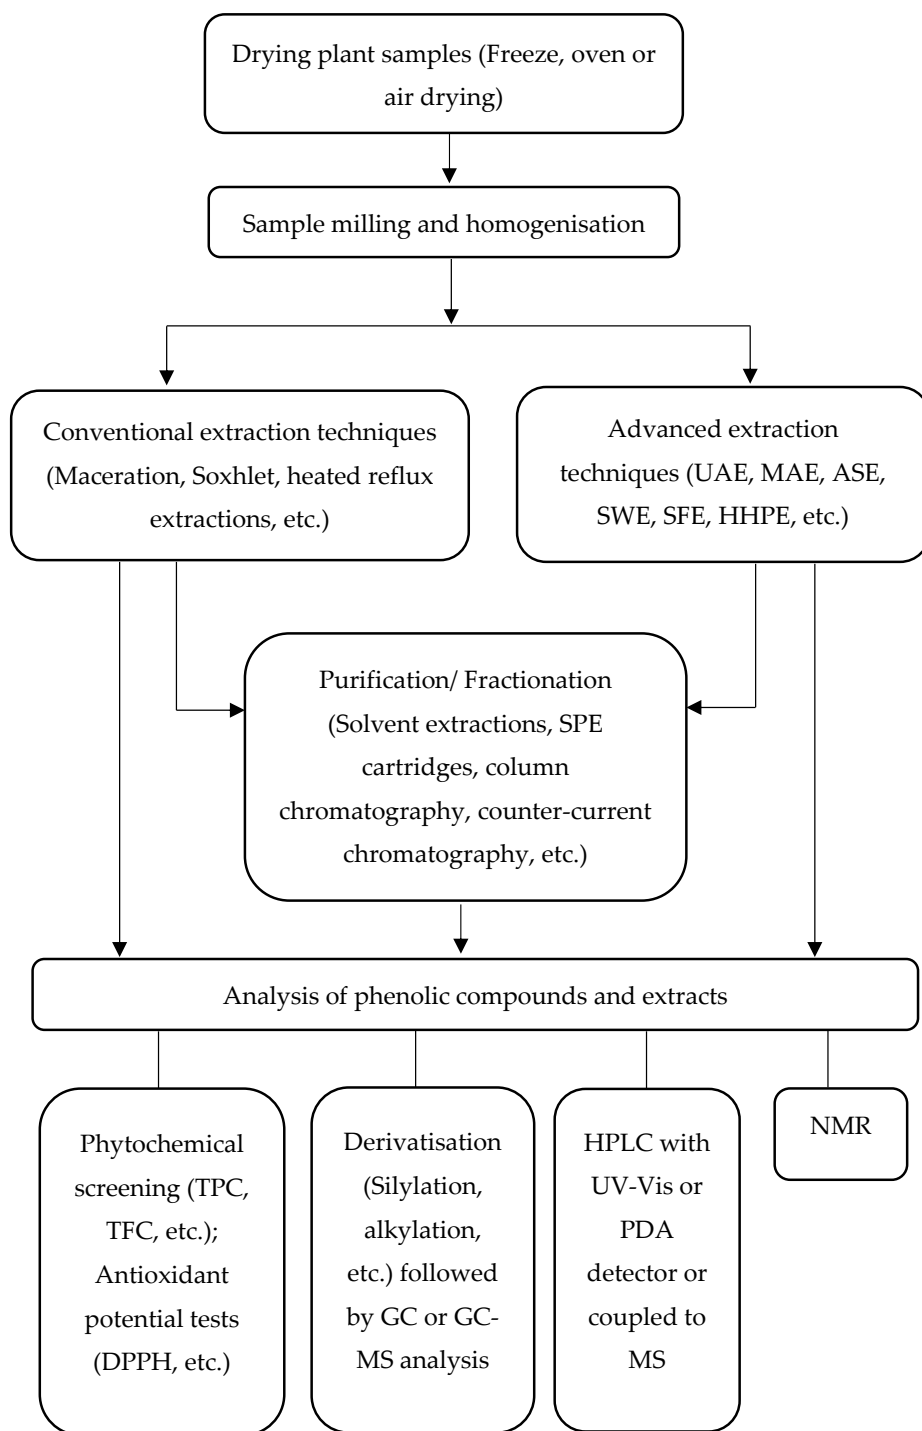 Drying plant samples (Freeze, oven or
air drying)
Sample milling and homogenisation
Conventional extraction techniques
(Maceration, Soxhlet, heated reflux
extractions, etc.)
Advanced extraction
techniques (UAE, MAE, ASE,
SWE, SFE, HHPE, etc.)
Purification/ Fractionation
(Solvent extractions, SPE
cartridges, column
chromatography, counter-current
chromatography, etc.)
Analysis of phenolic compounds and extracts
Phytochemical
screening (TPC,
TFC, etc.);
Antioxidant
potential tests
(DPPH, etc.)
Derivatisation
(Silylation,
alkylation,
etc.) followed
by GC or GC-
MS analysis
HPLC with
UV-Vis or
PDA
detector or
coupled to
MS
NMR